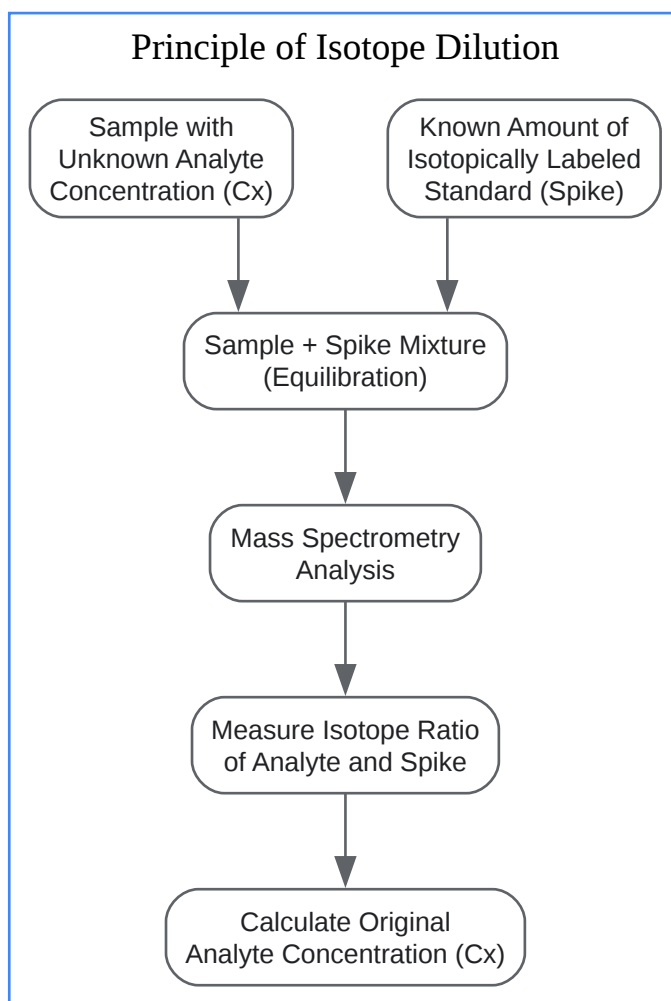 Principle of Isotope Dilution
Sample with
Unknown Analyte
Concentration (Cx)
Known Amount of
Isotopically Labeled
Standard (Spike)
Sample + Spike Mixture
(Equilibration)
Mass Spectrometry
Analysis
Measure Isotope Ratio
of Analyte and Spike
Calculate Original
Analyte Concentration (Cx)